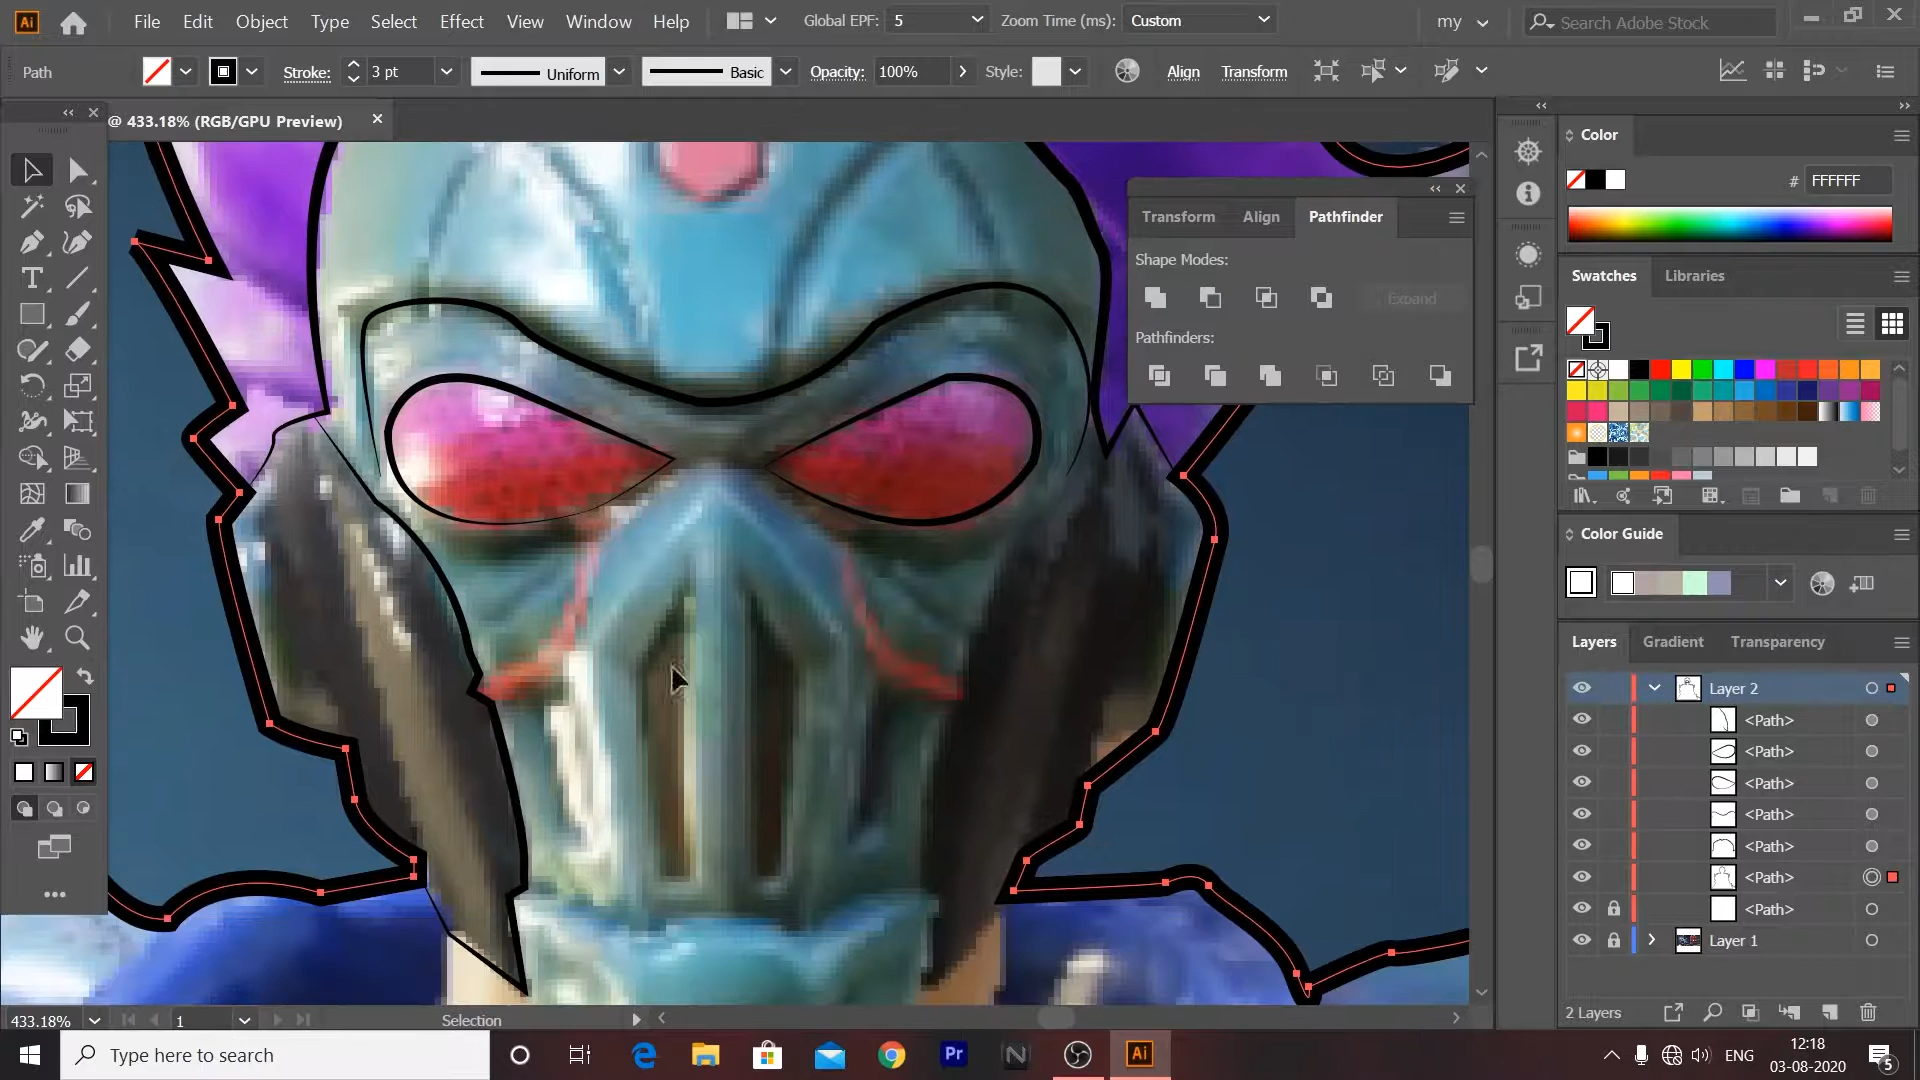 Ai File Edit Object Type Select Effect View Window Help Global EPF: 5 Zoom Time (ms): Custom my Search Adobe Stock
Path Stroke: 3 pt Uniform Basic Opacity: 100% Style: Align Transform
@ 433.18% (RGB/GPU Preview)
Color
# FFFFFF
Transform Align Pathfinder
Shape Modes:
Expand
Pathfinders:
Swatches Libraries
Color Guide
Layers Gradient Transparency
Layer 2
<Path>
<Path>
<Path>
<Path>
<Path>
<Path>
<Path>
Layer 1
2 Layers
433.18% 1 Selection
Type here to search
Pr
N
Ai
ENG
12:18
03-08-2020
5